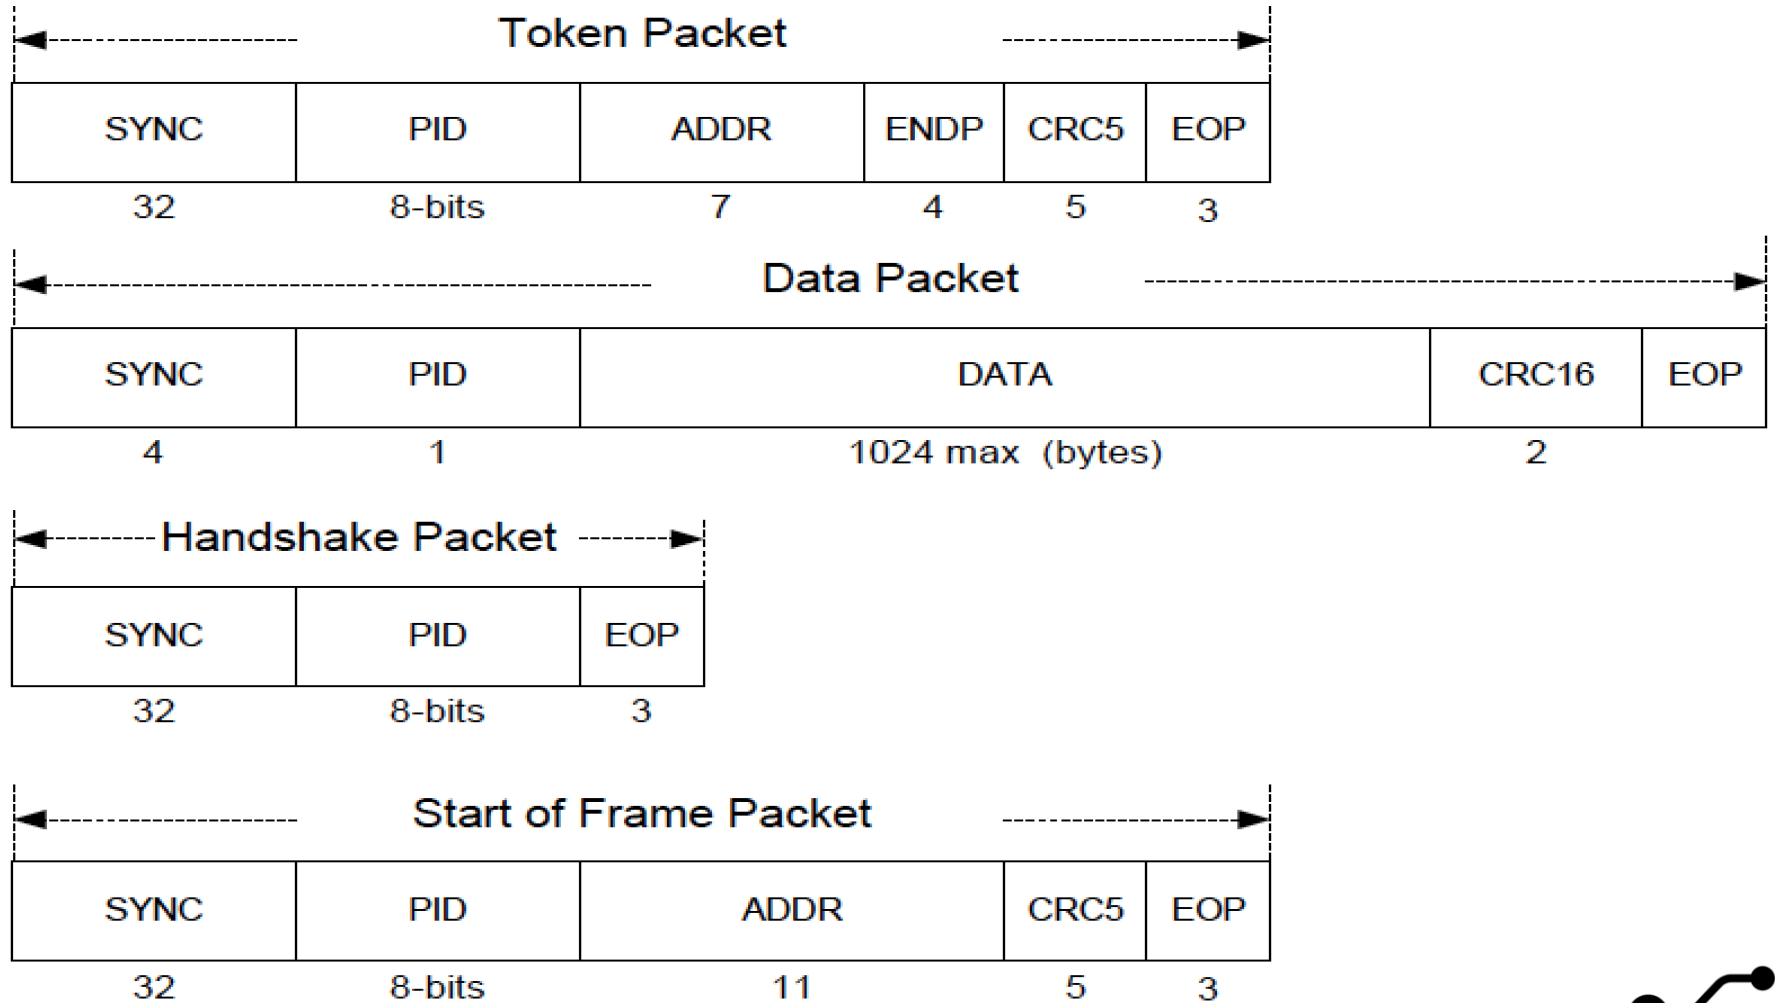 Token Packet
SYNC PID ADDR ENDP CRC5 EOP
32 8-bits 7 4 5 3
Data Packet
SYNC PID DATA CRC16 EOP
4 1 1024 max (bytes) 2
Handshake Packet
SYNC PID EOP
32 8-bits 3
Start of Frame Packet
SYNC PID ADDR CRC5 EOP
32 8-bits 11 5 3